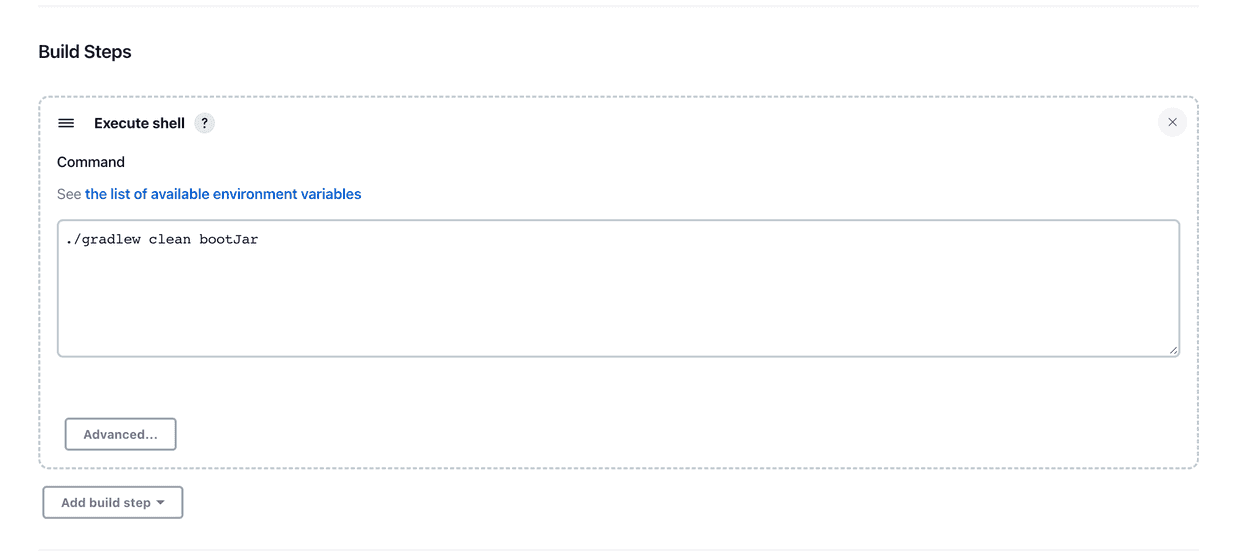 Build Steps
Execute shell ?
Command
See the list of available environment variables
./gradlew clean bootJar
Advanced...
Add build step